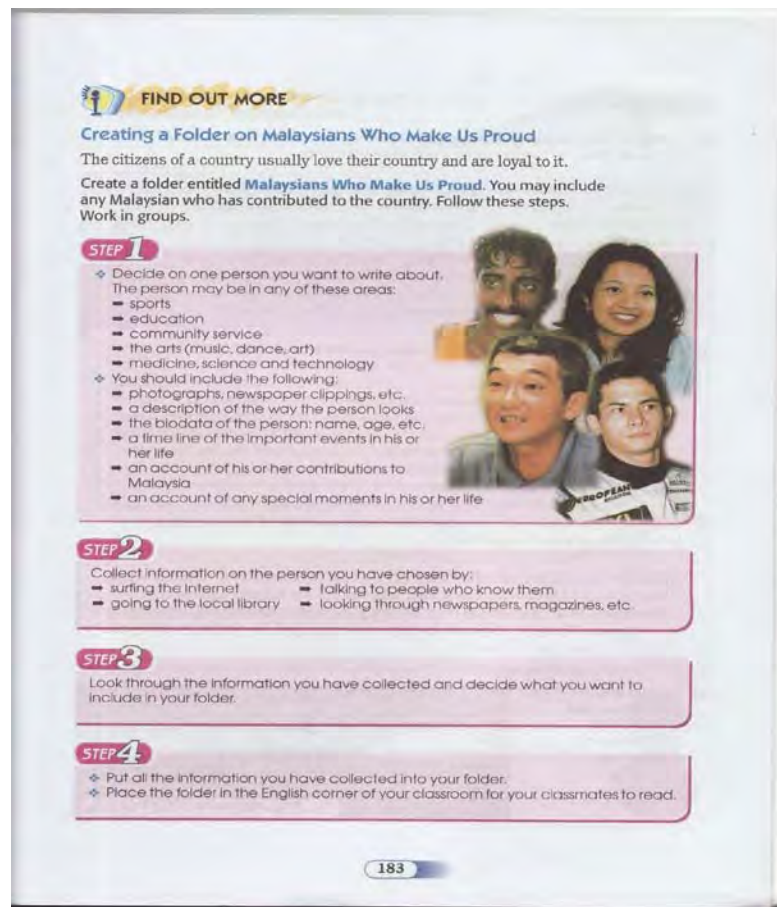 FIND OUT MORE
Creating a Folder on Malaysians Who Make Us Proud
The citizens of a country usually love their country and are loyal to it.
Create a folder entitled Malaysians Who Make Us Proud. You may include
any Malaysian who has contributed to the country. Follow these steps.
Work in groups.
STEP 1
❖ Decide on one person you want to write about.
The person may be in any of these areas:
➡ sports
➡ education
➡ community service
➡ the arts (music, dance, art)
➡ medicine, science and technology
❖ You should include the following:
➡ photographs, newspaper clippings, etc.
➡ a description of the way the person looks
➡ the biodata of the person: name, age, etc.
➡ a time line of the important events in his or
her life
➡ an account of his or her contributions to
Malaysia
➡ an account of any special moments in his or her life
EUROPEAN
STEP 2
Collect information on the person you have chosen by:
➡ surfing the Internet ➡ talking to people who know them
➡ going to the local library ➡ looking through newspapers, magazines, etc.
STEP 3
Look through the information you have collected and decide what you want to
include in your folder.
STEP 4
❖ Put all the information you have collected into your folder.
❖ Place the folder in the English corner of your classroom for your classmates to read.
183